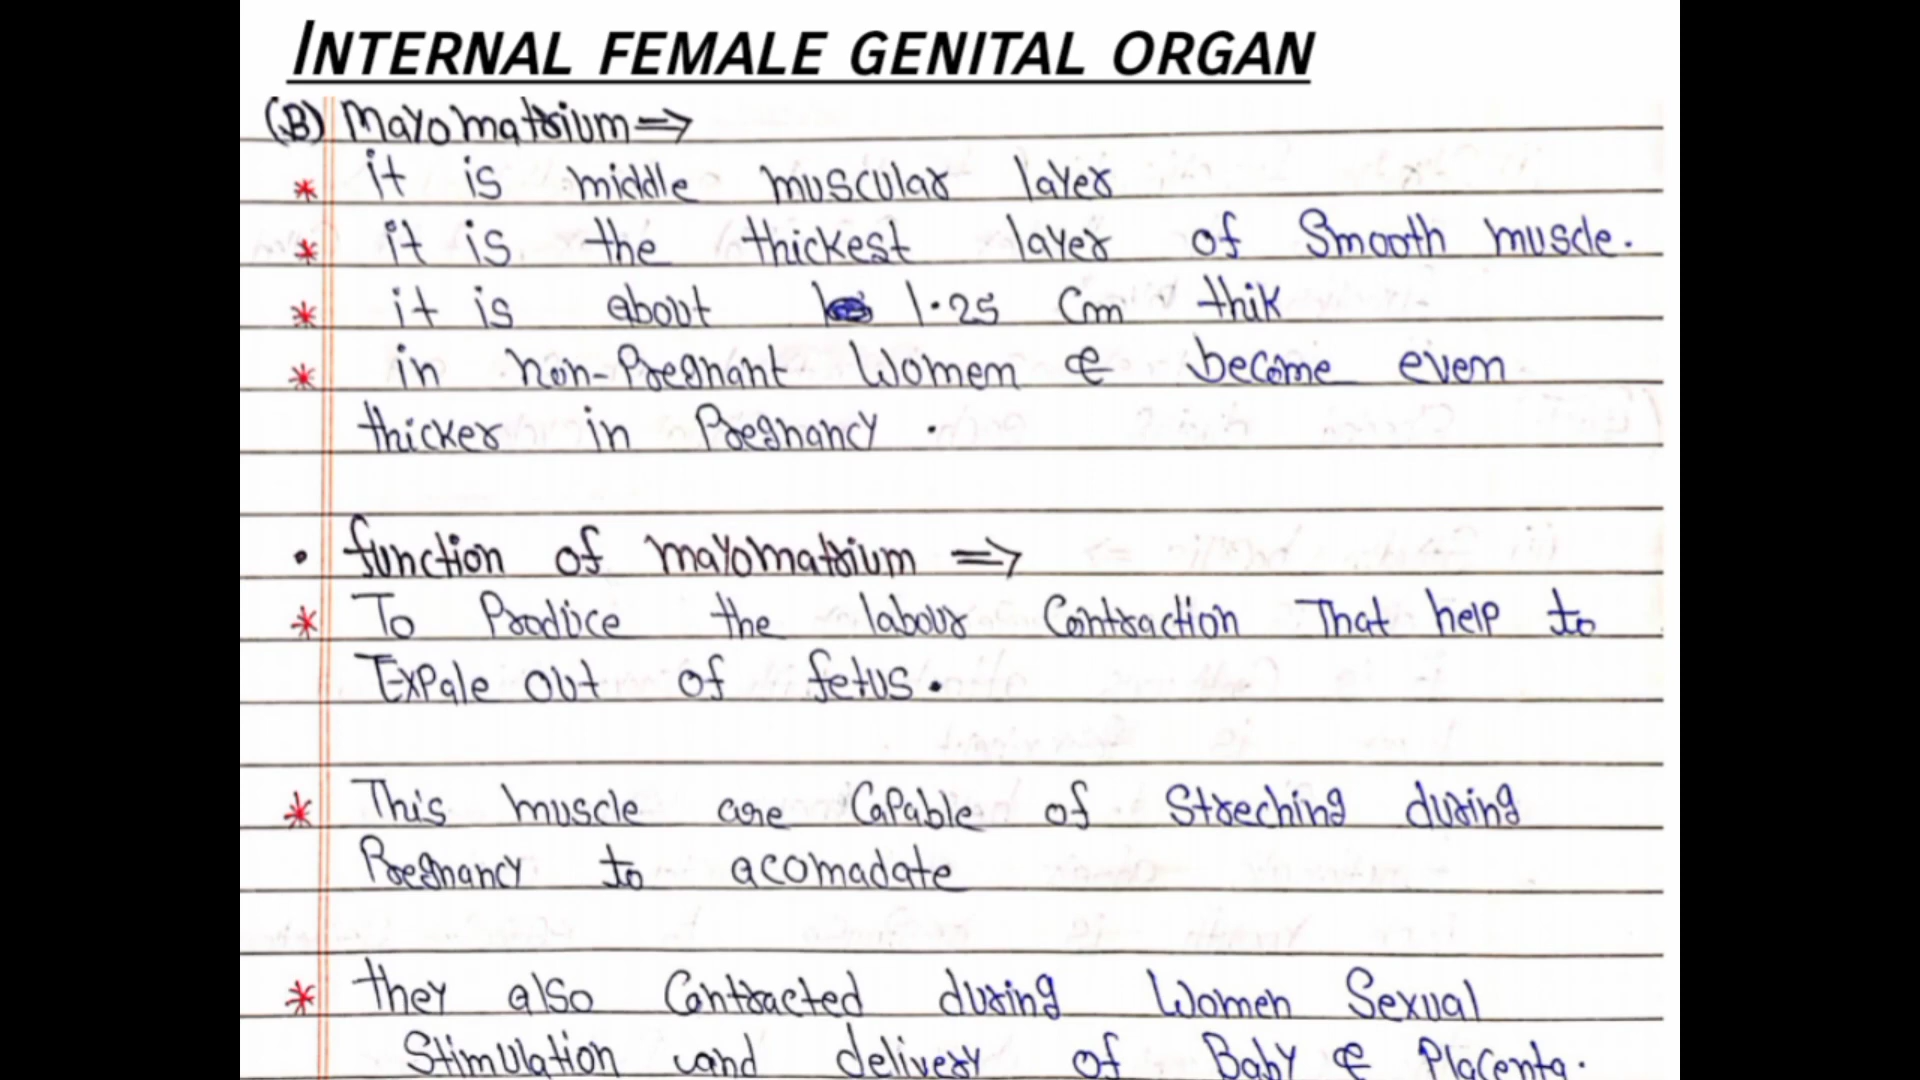 INTERNAL FEMALE GENITAL ORGAN
(B) Mayomatrium ⇒
* it is middle muscular layer
* it is the thickest layer of Smooth muscle.
* it is about 1.25 Cm thik
* in non-Pregnant Women & become even
thicker in Pregnancy .
• function of mayomatrium ⇒
* To Produce the labour Contraction That help to
Expale out of fetus.
* This muscle are Capable of Streching during
Pregnancy to acomadate
* they also Contracted during Women Sexual
Stimulation and delivery of Baby & Placenta.